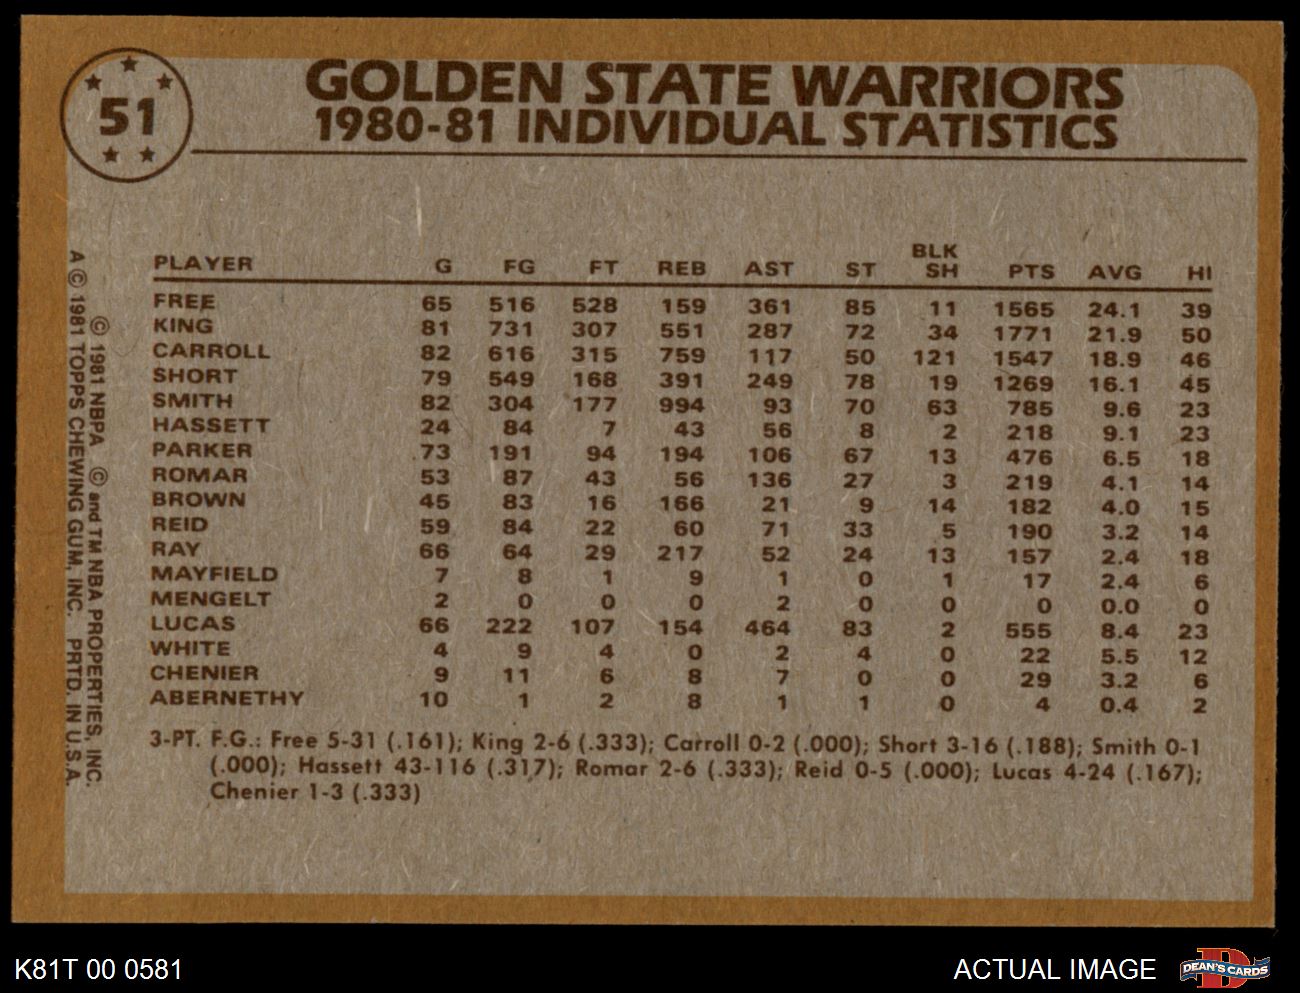 51
GOLDEN STATE WARRIORS
1980-81 INDIVIDUAL STATISTICS
PLAYER G FG FT REB AST ST BLK SH PTS AVG HI
FREE 65 516 528 159 361 85 11 1565 24.1 39
KING 81 731 307 551 287 72 34 1771 21.9 50
CARROLL 82 616 315 759 117 50 121 1547 18.9 46
SHORT 79 549 168 391 249 78 19 1269 16.1 45
SMITH 82 304 177 994 93 70 63 785 9.6 23
HASSETT 24 84 7 43 56 8 2 218 9.1 23
PARKER 73 191 94 194 106 67 13 476 6.5 18
ROMAR 53 87 43 56 136 27 3 219 4.1 14
BROWN 45 83 16 166 21 9 14 182 4.0 15
REID 59 84 22 60 71 33 5 190 3.2 14
RAY 66 64 29 217 52 24 13 157 2.4 18
MAYFIELD 7 8 1 9 1 0 1 17 2.4 6
MENGELT 2 0 0 0 2 0 0 0 0.0 0
LUCAS 66 222 107 154 464 83 2 555 8.4 23
WHITE 4 9 4 0 2 4 0 22 5.5 12
CHENIER 9 11 6 8 7 0 0 29 3.2 6
ABERNETHY 10 1 2 8 1 1 0 4 0.4 2
3-PT. F.G.: Free 5-31 (.161); King 2-6 (.333); Carroll 0-2 (.000); Short 3-16 (.188); Smith 0-1
(.000); Hassett 43-116 (.317); Romar 2-6 (.333); Reid 0-5 (.000); Lucas 4-24 (.167);
Chenier 1-3 (.333)
© 1981 NBPA © and TM NBA PROPERTIES, INC.
A © 1981 TOPPS CHEWING GUM, INC. PRTD. IN U.S.A.
K81T 00 0581
ACTUAL IMAGE
D
DEAN'S CARDS